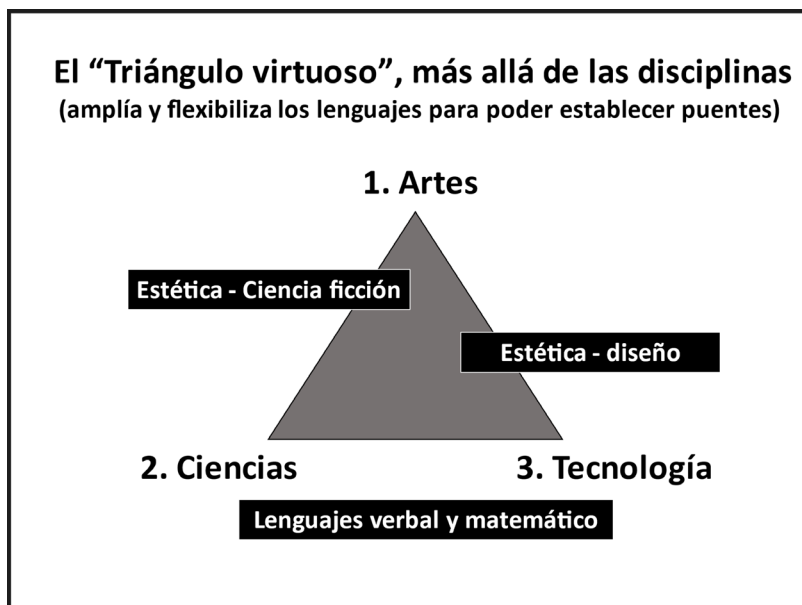 El “Triángulo virtuoso”, más allá de las disciplinas
(amplía y flexibiliza los lenguajes para poder establecer puentes)
1. Artes
Estética - Ciencia ficción
Estética - diseño
2. Ciencias
3. Tecnología
Lenguajes verbal y matemático